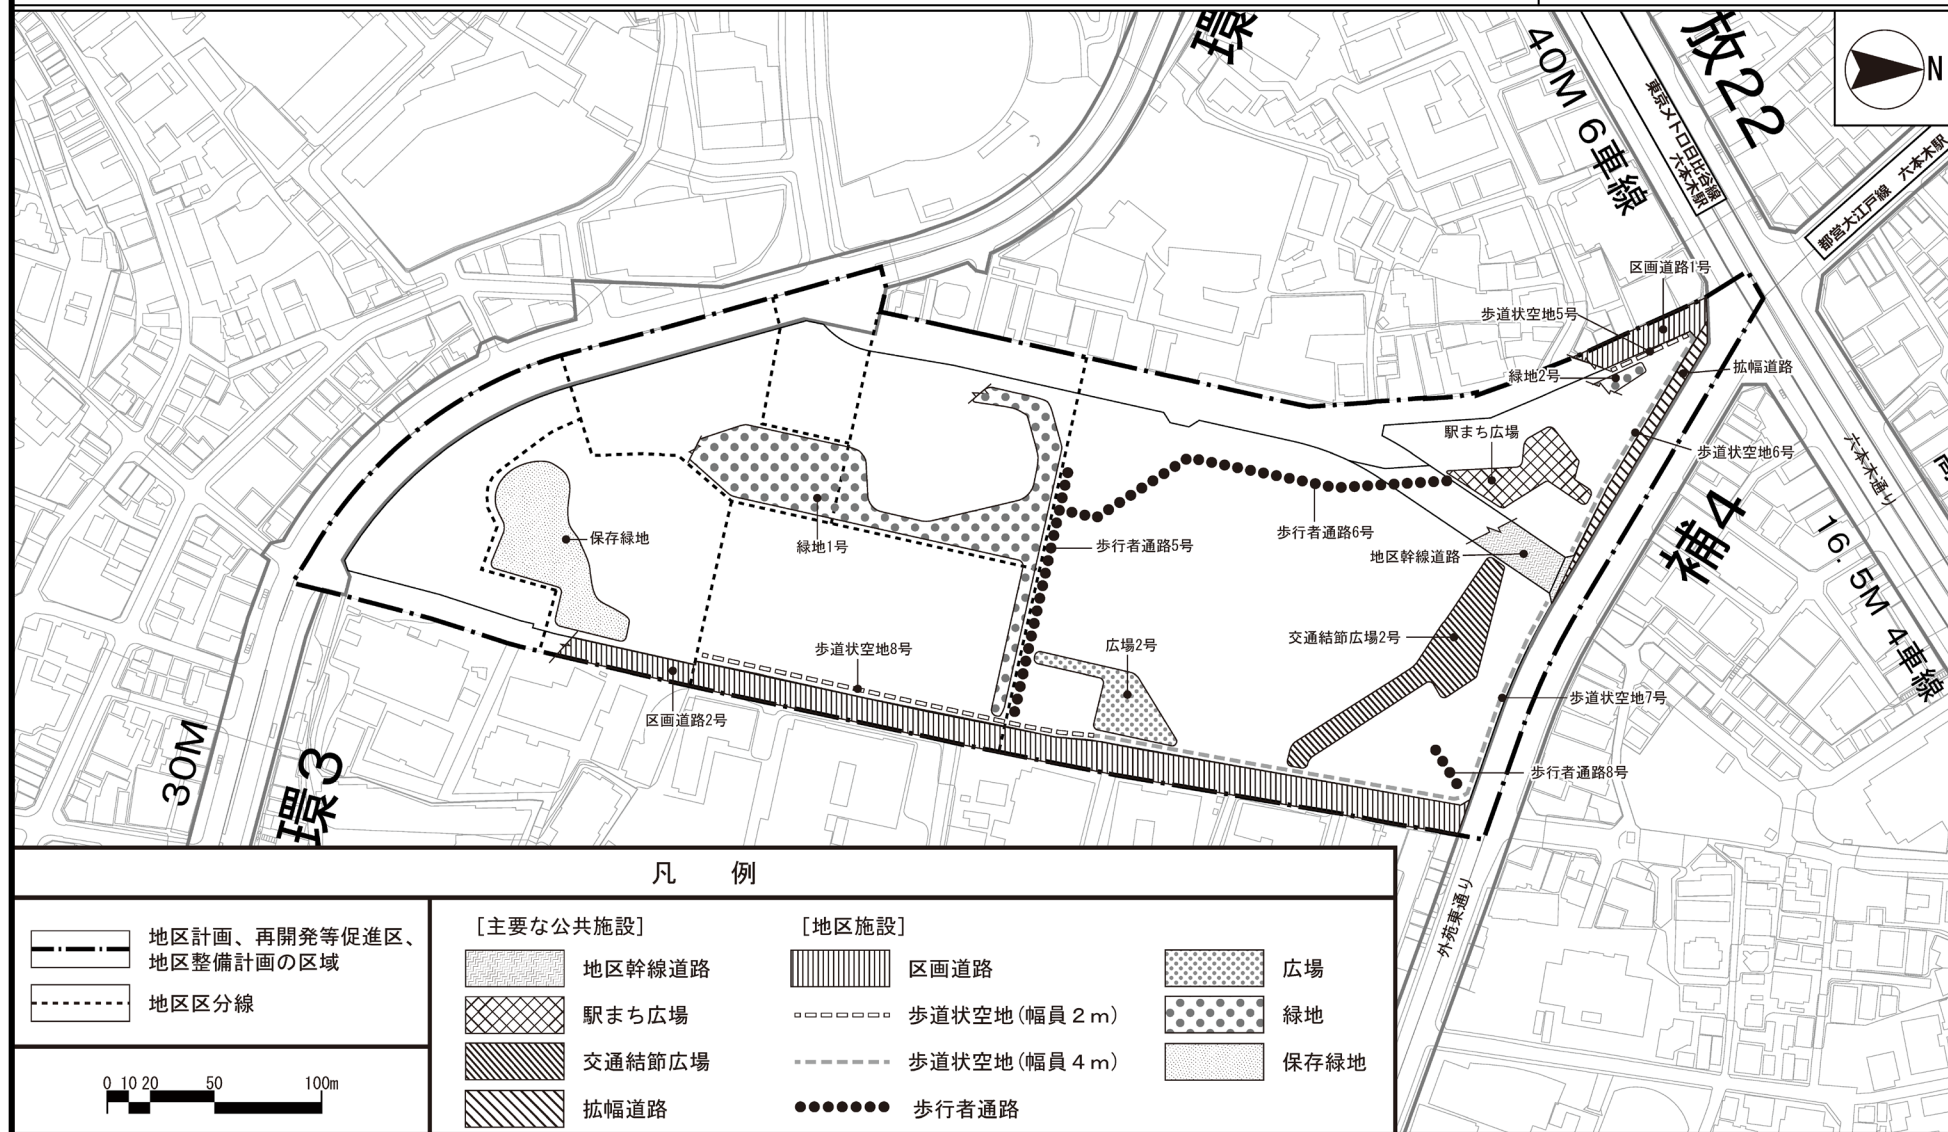 環
40M 6車線
放22
N
東京メトロ日比谷線
六本木駅
都営大江戸線 六本木駅
区画道路1号
歩道状空地5号
緑地2号
拡幅道路
駅まち広場
歩道状空地6号
六本木通り
補4
16.5M 4車線
保存緑地
緑地1号
歩行者通路5号
歩行者通路6号
地区幹線道路
交通結節広場2号
広場2号
歩道状空地8号
区画道路2号
歩道状空地7号
歩行者通路8号
30M
環3
外苑東通り
凡 例
地区計画、再開発等促進区、
地区整備計画の区域
地区区分線
0 10 20 50 100m
[主要な公共施設]
地区幹線道路
駅まち広場
交通結節広場
拡幅道路
[地区施設]
区画道路
歩道状空地(幅員2m)
歩道状空地(幅員4m)
歩行者通路
広場
緑地
保存緑地